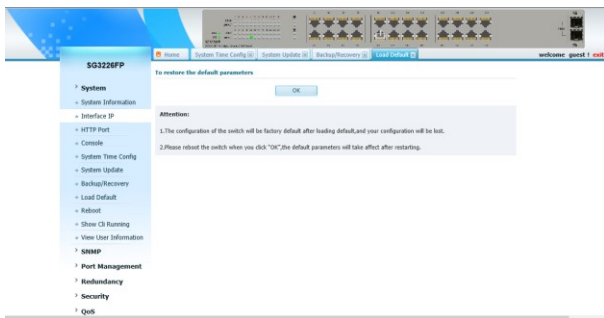 Home
System Time Config
System Update
Backup/Recovery
Load Default
welcome guest ! exit
SG3226FP
System
System Information
Interface IP
HTTP Port
Console
System Time Config
System Update
Backup/Recovery
Load Default
Reboot
Show Cli Running
View User Information
SNMP
Port Management
Redundancy
Security
QoS
To restore the default parameters
OK
Attention:
1.The configuration of the switch will be factory default after loading default,and your configuration will be lost.
2.Please reboot the switch when you click "OK",the default parameters will take affect after restarting.